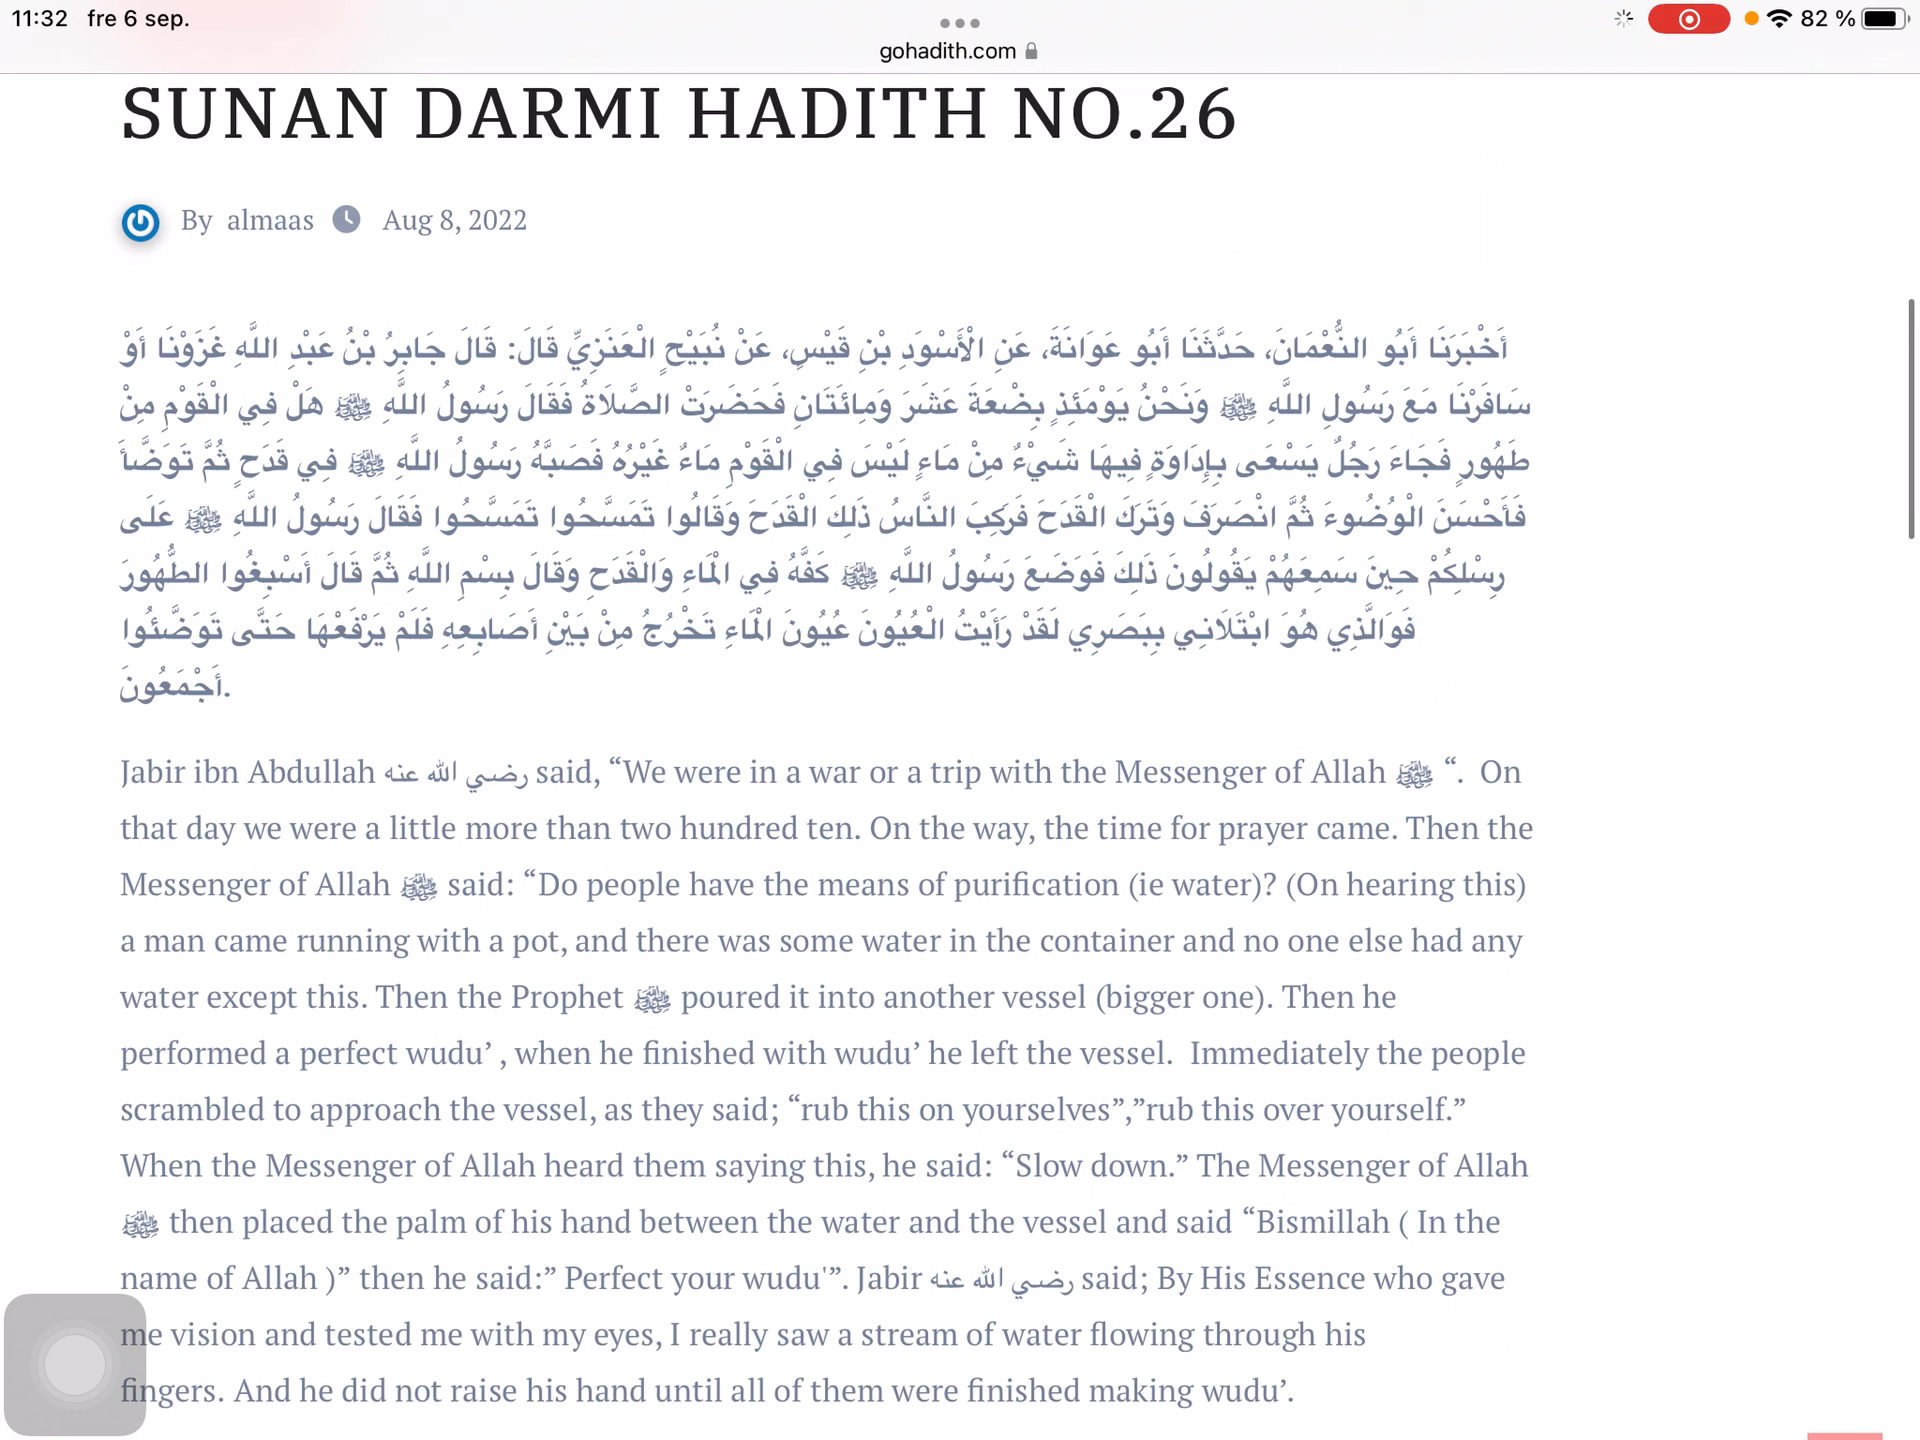 11:32 fre 6 sep.
82 %
gohadith.com
SUNAN DARMI HADITH NO.26
By almaas Aug 8, 2022
أَخْبَرَنَا أَبُو النُّعْمَانَ، حَدَّثَنَا أَبُو عَوَانَةَ، عَنِ الْأَسْوَدِ بْنِ قَيْسِ، عَنْ نُبَيْحٍ الْعَنَزِيِّ قَالَ: قَالَ جَابِرُ بْنُ عَبْدِ اللَّهِ غَزَوْنَا أَوْ
سَافَرْنَا مَعَ رَسُولِ اللَّهِ ﷺ وَنَحْنُ يَوْمَئِذٍ بِضْعَةَ عَشَرَ وَمِائَتَانِ فَحَضَرَتْ الصَّلَاةُ فَقَالَ رَسُولُ اللَّهِ ﷺ هَلْ فِي الْقَوْمِ مِنْ
طَهُورٍ فَجَاءَ رَجُلٌ يَسْعَى بِإِدَاوَةٍ فِيهَا شَيْءٌ مِنْ مَاءٍ لَيْسَ فِي الْقَوْمِ مَاءٌ غَيْرُهُ فَصَبَّهُ رَسُولُ اللَّهِ ﷺ فِي قَدَحٍ ثُمَّ تَوَضَّأَ
فَأَحْسَنَ الْوُضُوءَ ثُمَّ انْصَرَفَ وَتَرَكَ الْقَدَحَ فَرَكِبَ النَّاسُ ذَلِكَ الْقَدَحَ وَقَالُوا تَمَسَّحُوا تَمَسَّحُوا فَقَالَ رَسُولُ اللَّهِ ﷺ عَلَى
رِسْلِكُمْ حِينَ سَمِعَهُمْ يَقُولُونَ ذَلِكَ فَوَضَعَ رَسُولُ اللَّهِ ﷺ كَفَّهُ فِي الْمَاءِ وَالْقَدَحِ وَقَالَ بِسْمِ اللَّهِ ثُمَّ قَالَ أَسْبِغُوا الطُّهُورَ
فَوَالَّذِي هُوَ ابْتَلَانِي بِبَصَرِي لَقَدْ رَأَيْتُ الْعُيُونَ عُيُونَ الْمَاءِ تَخْرُجُ مِنْ بَيْنِ أَصَابِعِهِ فَلَمْ يَرْفَعْهَا حَتَّى تَوَضَّئُوا
أَجْمَعُونَ.
Jabir ibn Abdullah رضي الله عنه said, “We were in a war or a trip with the Messenger of Allah ﷺ “. On
that day we were a little more than two hundred ten. On the way, the time for prayer came. Then the
Messenger of Allah ﷺ said: “Do people have the means of purification (ie water)? (On hearing this)
a man came running with a pot, and there was some water in the container and no one else had any
water except this. Then the Prophet ﷺ poured it into another vessel (bigger one). Then he
performed a perfect wudu’ , when he finished with wudu’ he left the vessel. Immediately the people
scrambled to approach the vessel, as they said; “rub this on yourselves”,”rub this over yourself.”
When the Messenger of Allah heard them saying this, he said: “Slow down.” The Messenger of Allah
ﷺ then placed the palm of his hand between the water and the vessel and said “Bismillah ( In the
name of Allah )” then he said:” Perfect your wudu'”. Jabir رضي الله عنه said; By His Essence who gave
me vision and tested me with my eyes, I really saw a stream of water flowing through his
fingers. And he did not raise his hand until all of them were finished making wudu’.